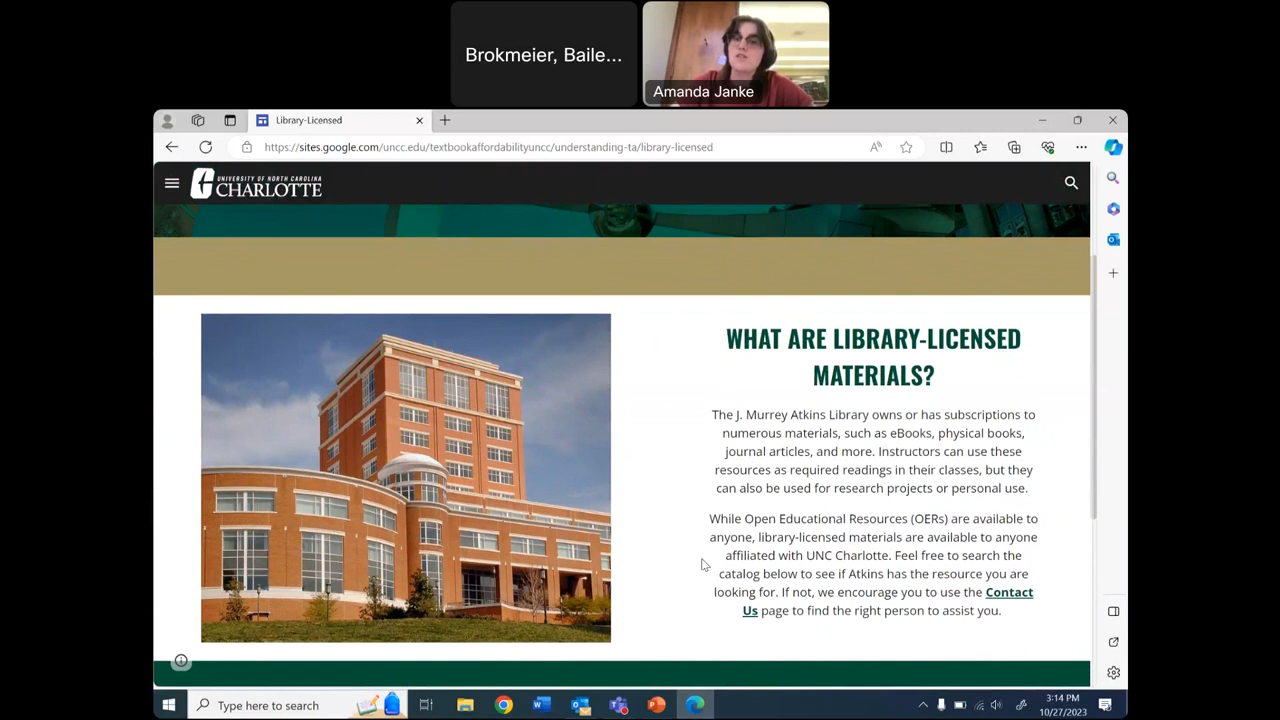 Brokmeier, Baile...
Amanda Janke
Library-Licensed
https://sites.google.com/uncc.edu/textbookaffordabilityuncc/understanding-ta/library-licensed
UNIVERSITY OF NORTH CAROLINA
CHARLOTTE
WHAT ARE LIBRARY-LICENSED
MATERIALS?
The J. Murrey Atkins Library owns or has subscriptions to
numerous materials, such as eBooks, physical books,
journal articles, and more. Instructors can use these
resources as required readings in their classes, but they
can also be used for research projects or personal use.
While Open Educational Resources (OERs) are available to
anyone, library-licensed materials are available to anyone
affiliated with UNC Charlotte. Feel free to search the
catalog below to see if Atkins has the resource you are
looking for. If not, we encourage you to use the Contact
Us page to find the right person to assist you.
Type here to search
3:14 PM
10/27/2023